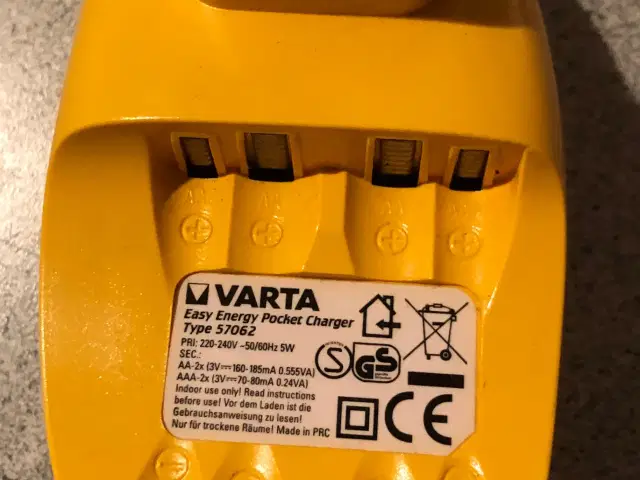 VARTA
Easy Energy Pocket Charger
Type 57062
PRI: 220-240V ~50/60Hz 5W
SEC.:
AA-2x (3V⎓160-185mA 0.555VA)
AAA-2x (3V⎓70-80mA 0.24VA)
Indoor use only! Read instructions
before use! Vor dem Laden ist die
Gebrauchsanweisung zu lesen!
Nur für trockene Räume! Made in PRC
S
GS
CE